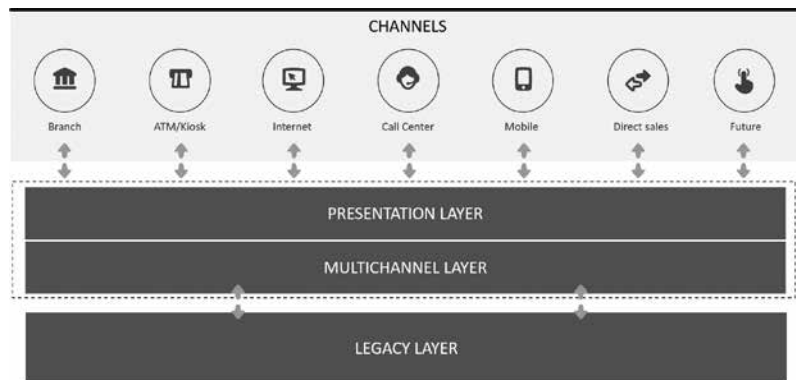 CHANNELS
Branch ATM/Kiosk Internet Call Center Mobile Direct sales Future
PRESENTATION LAYER
MULTICHANNEL LAYER
LEGACY LAYER